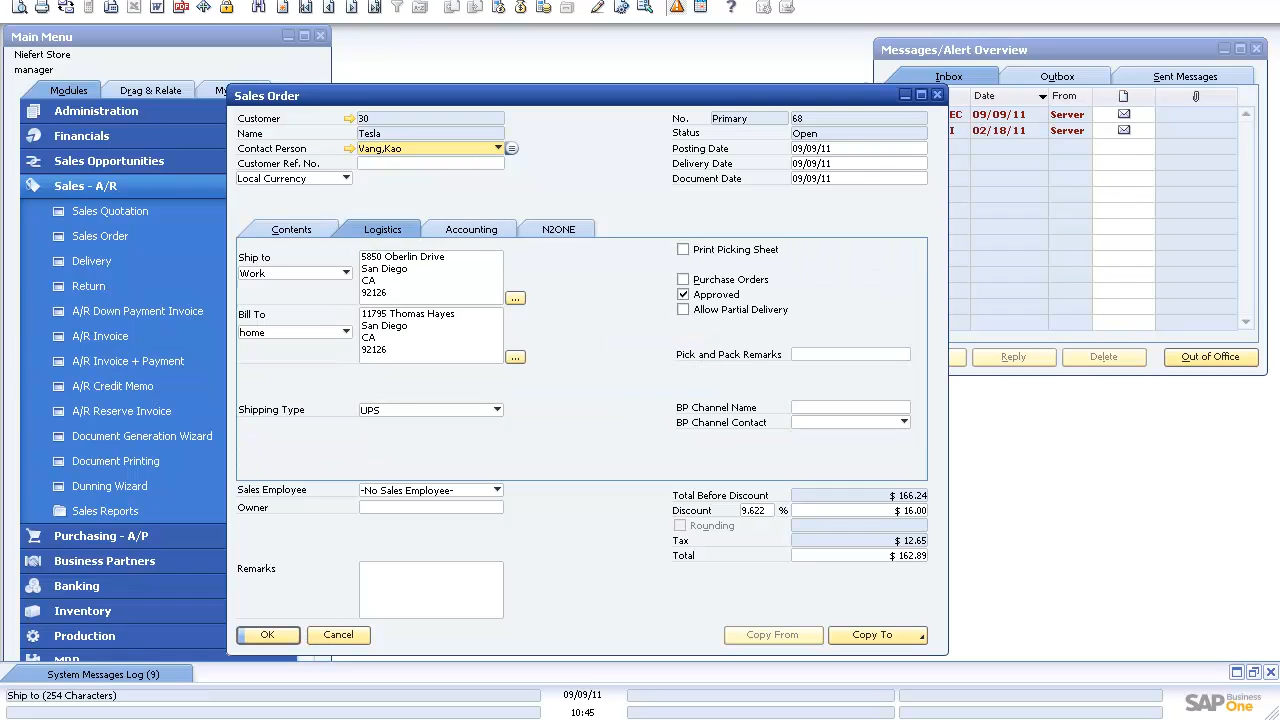 Main Menu
Niefert Store
manager
Modules
Drag & Relate
My
Administration
Financials
Sales Opportunities
Sales - A/R
Sales Quotation
Sales Order
Delivery
Return
A/R Down Payment Invoice
A/R Invoice
A/R Invoice + Payment
A/R Credit Memo
A/R Reserve Invoice
Document Generation Wizard
Document Printing
Dunning Wizard
Sales Reports
Purchasing - A/P
Business Partners
Banking
Inventory
Production
MRP
Sales Order
Customer 30
Name Tesla
Contact Person Vang,Kao
Customer Ref. No.
Local Currency
No. Primary 68
Status Open
Posting Date 09/09/11
Delivery Date 09/09/11
Document Date 09/09/11
Contents
Logistics
Accounting
N2ONE
Ship to
Work
5850 Oberlin Drive
San Diego
CA
92126
...
Bill To
home
11795 Thomas Hayes
San Diego
CA
92126
...
Shipping Type UPS
Print Picking Sheet
Purchase Orders
Approved
Allow Partial Delivery
Pick and Pack Remarks
BP Channel Name
BP Channel Contact
Sales Employee -No Sales Employee-
Owner
Remarks
Total Before Discount $ 166.24
Discount 9.622 % $ 16.00
Rounding
Tax $ 12.65
Total $ 162.89
OK
Cancel
Copy From
Copy To
Messages/Alert Overview
Inbox
Outbox
Sent Messages
Date
From
EC 09/09/11 Server
I 02/18/11 Server
Reply
Delete
Out of Office
System Messages Log (9)
Ship to (254 Characters)
09/09/11
10:45
SAP Business One